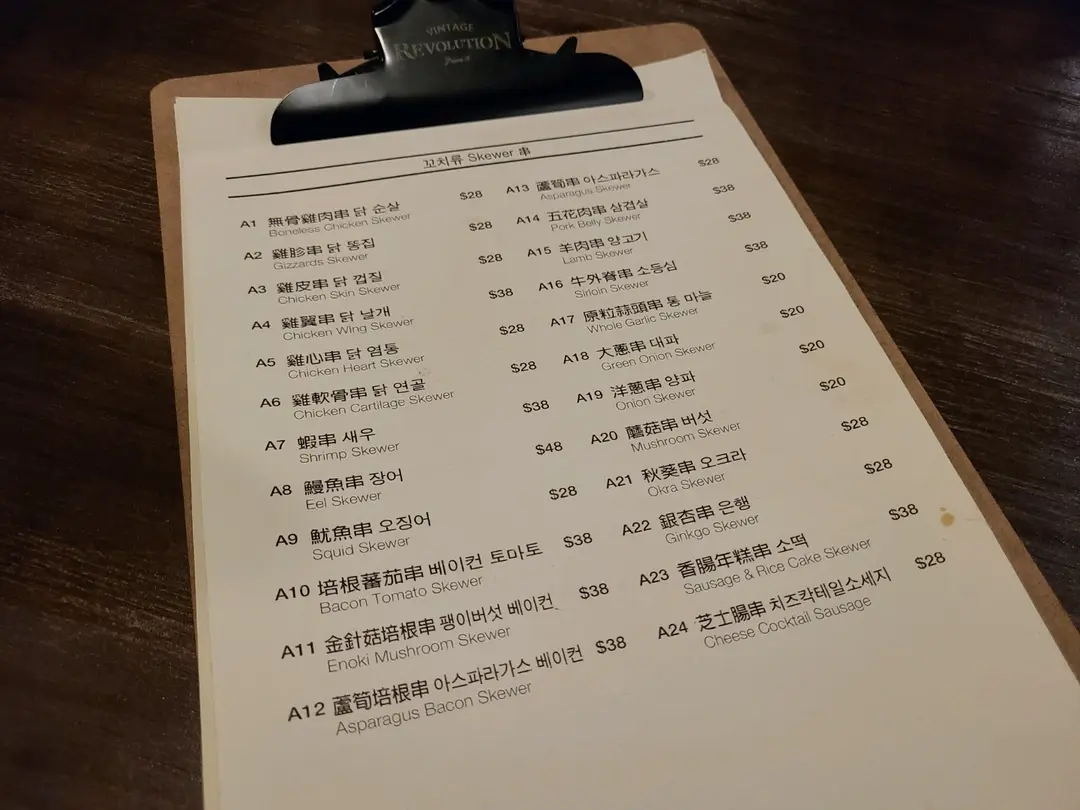 VINTAGE
REVOLUTION
꼬치류 Skewer 串
A1 無骨雞肉串 닭 순살 $28
Boneless Chicken Skewer
A2 雞胗串 닭 똥집 $28
Gizzards Skewer
A3 雞皮串 닭 껍질 $28
Chicken Skin Skewer
A4 雞翼串 닭 날개 $38
Chicken WIng Skewer
A5 雞心串 닭 염통 $28
Chicken Heart Skewer
A6 雞軟骨串 닭 연골 $28
Chicken Cartilage Skewer
A7 蝦串 새우 $38
Shrimp Skewer
A8 鰻魚串 장어 $48
Eel Skewer
A9 魷魚串 오징어 $28
Squid Skewer
A10 培根蕃茄串 베이컨 토마토 $38
Bacon Tomato Skewer
A11 金針菇培根串 팽이버섯 베이컨 $38
Enoki Mushroom Skewer
A12 蘆筍培根串 아스파라가스 베이컨 $38
Asparagus Bacon Skewer
A13 蘆筍串 아스파라가스 $28
Asparagus Skewer
A14 五花肉串 삼겹살 $38
Pork Belly Skewer
A15 羊肉串 양고기 $38
Lamb Skewer
A16 牛外脊串 소등심 $38
Sirloin Skewer
A17 原粒蒜頭串 통 마늘 $20
Whole Garlic Skewer
A18 大蔥串 대파 $20
Green Onion Skewer
A19 洋蔥串 양파 $20
Onion Skewer
A20 蘑菇串 버섯 $20
Mushroom Skewer
A21 秋葵串 오크라 $28
Okra Skewer
A22 銀杏串 은행 $28
Ginkgo Skewer
A23 香腸年糕串 소떡 $38
Sausage & Rice Cake Skewer
A24 芝士腸串 치즈칵테일소세지 $28
Cheese Cocktail Sausage